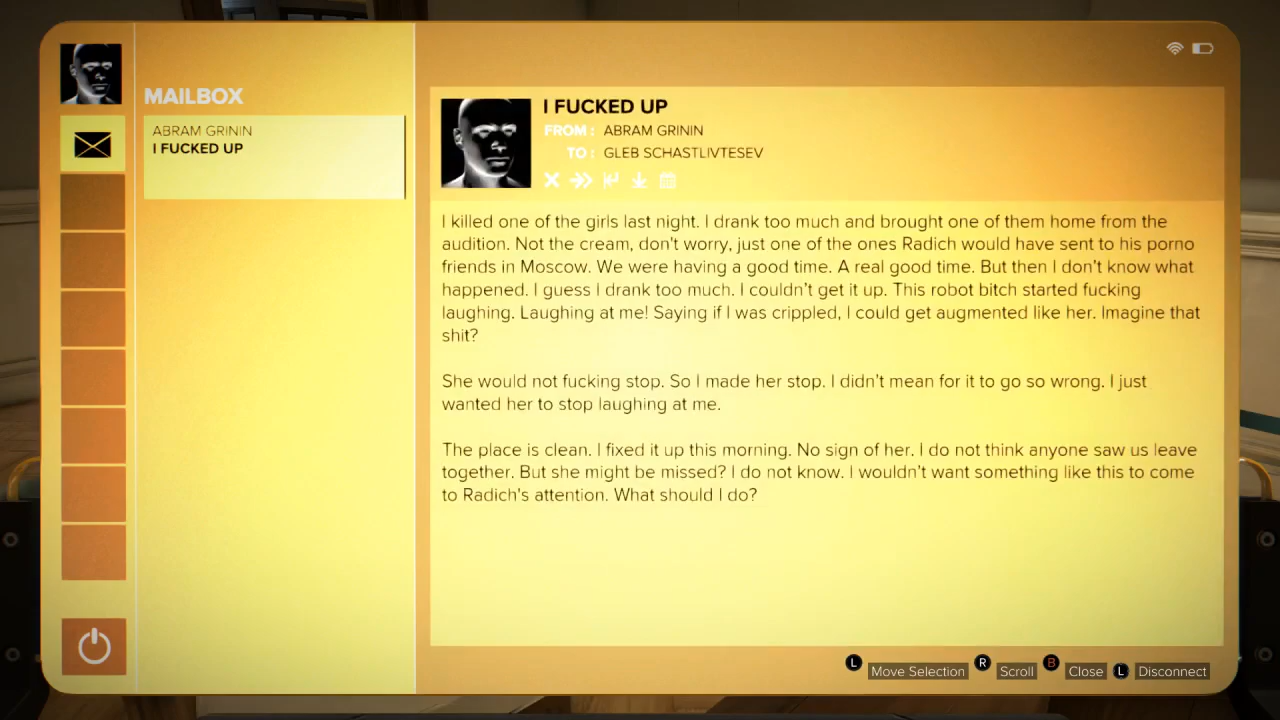 MAILBOX
ABRAM GRININ
I FUCKED UP
I FUCKED UP
FROM : ABRAM GRININ
TO : GLEB SCHASTLIVTESEV
I killed one of the girls last night. I drank too much and brought one of them home from the
audition. Not the cream, don't worry, just one of the ones Radich would have sent to his porno
friends in Moscow. We were having a good time. A real good time. But then I don't know what
happened. I guess I drank too much. I couldn't get it up. This robot bitch started fucking
laughing. Laughing at me! Saying if I was crippled, I could get augmented like her. Imagine that
shit?
She would not fucking stop. So I made her stop. I didn't mean for it to go so wrong. I just
wanted her to stop laughing at me.
The place is clean. I fixed it up this morning. No sign of her. I do not think anyone saw us leave
together. But she might be missed? I do not know. I wouldn't want something like this to come
to Radich's attention. What should I do?
L Move Selection R Scroll B Close L Disconnect